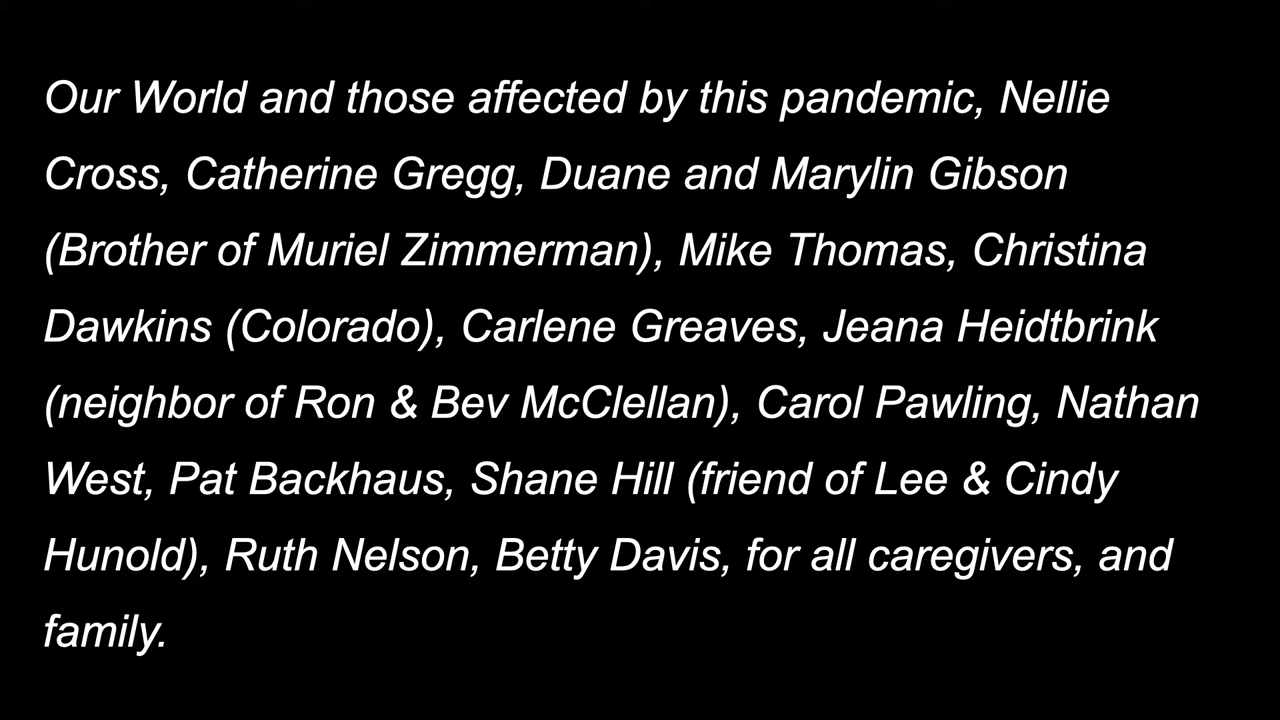 Our World and those affected by this pandemic, Nellie
Cross, Catherine Gregg, Duane and Marylin Gibson
(Brother of Muriel Zimmerman), Mike Thomas, Christina
Dawkins (Colorado), Carlene Greaves, Jeana Heidtbrink
(neighbor of Ron & Bev McClellan), Carol Pawling, Nathan
West, Pat Backhaus, Shane Hill (friend of Lee & Cindy
Hunold), Ruth Nelson, Betty Davis, for all caregivers, and
family.